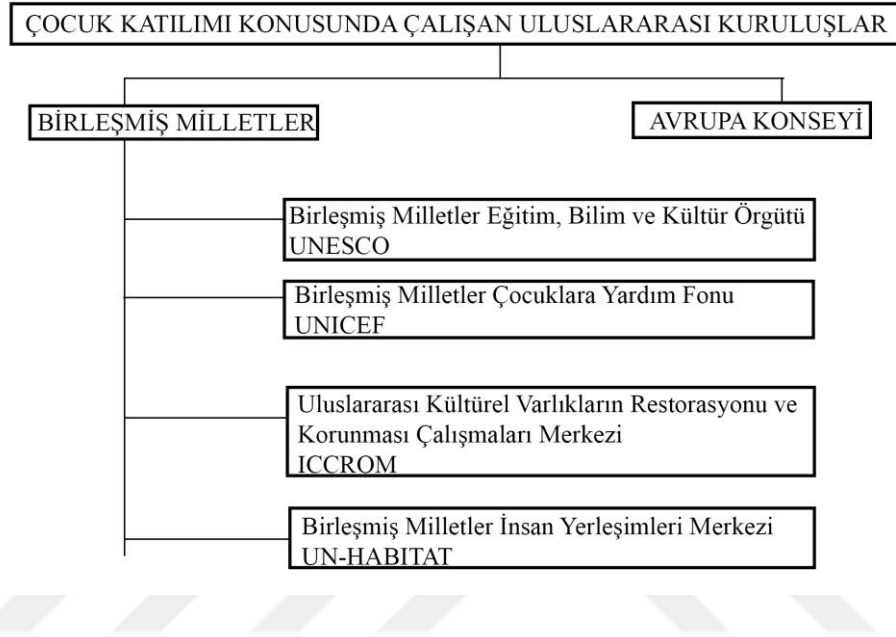 ÇOCUK KATILIMI KONUSUNDA ÇALIŞAN ULUSLARARASI KURULUŞLAR
BİRLEŞMİŞ MİLLETLER
AVRUPA KONSEYİ
Birleşmiş Milletler Eğitim, Bilim ve Kültür Örgütü
UNESCO
Birleşmiş Milletler Çocuklara Yardım Fonu
UNICEF
Uluslararası Kültürel Varlıkların Restorasyonu ve
Korunması Çalışmaları Merkezi
ICCROM
Birleşmiş Milletler İnsan Yerleşimleri Merkezi
UN-HABITAT